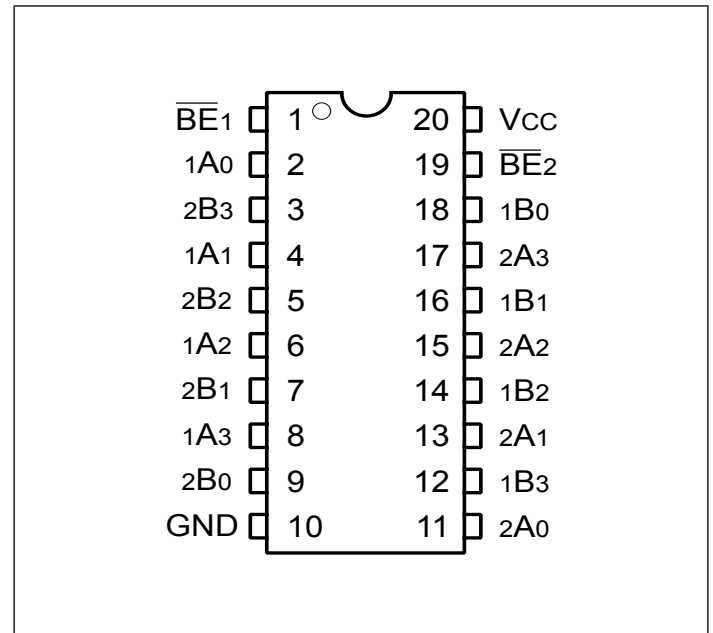 B̅E̅1 1 20 VCC
1A0 2 19 B̅E̅2
2B3 3 18 1B0
1A1 4 17 2A3
2B2 5 16 1B1
1A2 6 15 2A2
2B1 7 14 1B2
1A3 8 13 2A1
2B0 9 12 1B3
GND 10 11 2A0